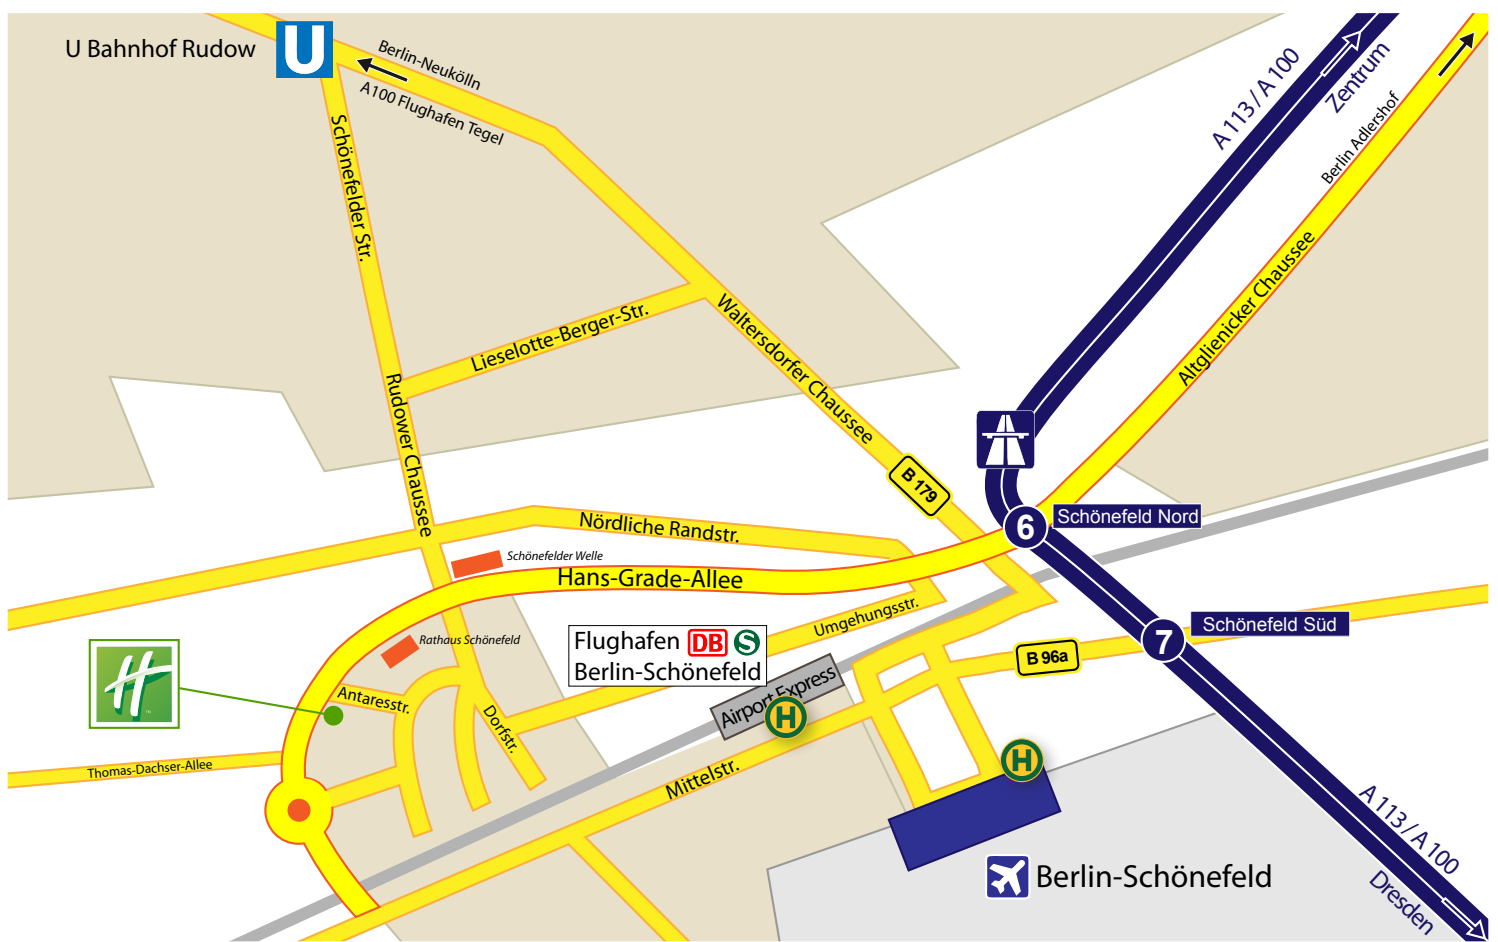 U Bahnhof Rudow
U
Berlin-Neukölln
A100 Flughafen Tegel
Schönefelder Str.
A 113 / A 100
Zentrum
Berlin Adlershof
Altglienicker Chaussee
Lieselotte-Berger-Str.
Waltersdorfer Chaussee
Rudower Chaussee
B 179
6
Schönefeld Nord
Nördliche Randstr.
Schönefelder Welle
Hans-Grade-Allee
Umgehungsstr.
7
Schönefeld Süd
Rathaus Schönefeld
Flughafen DB S
Berlin-Schönefeld
B 96a
H
Antaresstr.
Airport Express
H
Dorfstr.
Thomas-Dachser-Allee
Mittelstr.
H
A 113 / A 100
Dresden
Berlin-Schönefeld